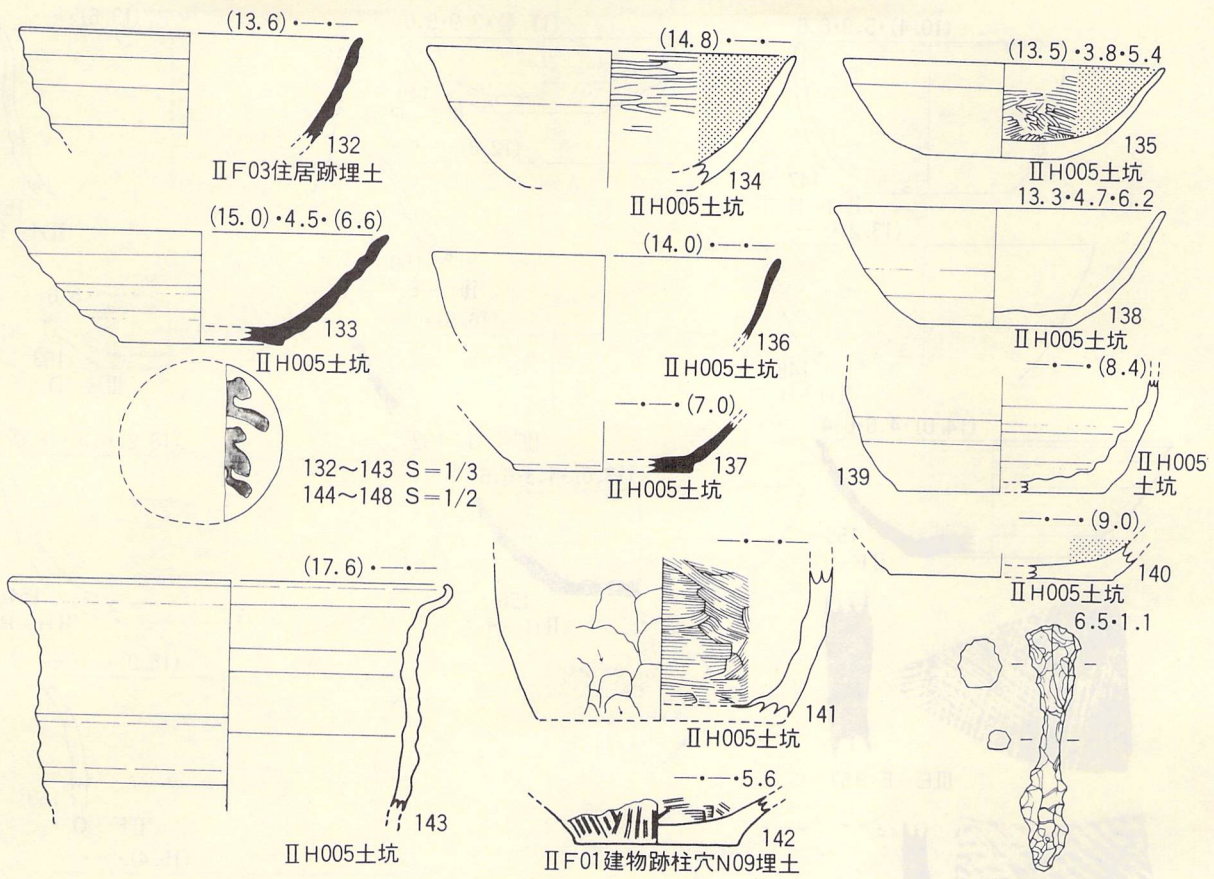 (13.6)・—・—
132
ⅡF03住居跡埋土
(14.8)・—・—
134
ⅡH005土坑
(13.5)・3.8・5.4
135
ⅡH005土坑
(15.0)・4.5・(6.6)
133
ⅡH005土坑
(14.0)・—・—
136
ⅡH005土坑
13.3・4.7・6.2
138
ⅡH005土坑
—・—・(7.0)
137
ⅡH005土坑
—・—・(8.4)
139
ⅡH005
土坑
132〜143 S=1/3
144〜148 S=1/2
—・—・(9.0)
140
ⅡH005土坑
(17.6)・—・—
143
ⅡH005土坑
—・—・—
141
ⅡH005土坑
—・—・5.6
142
ⅡF01建物跡柱穴N09埋土
6.5・1.1